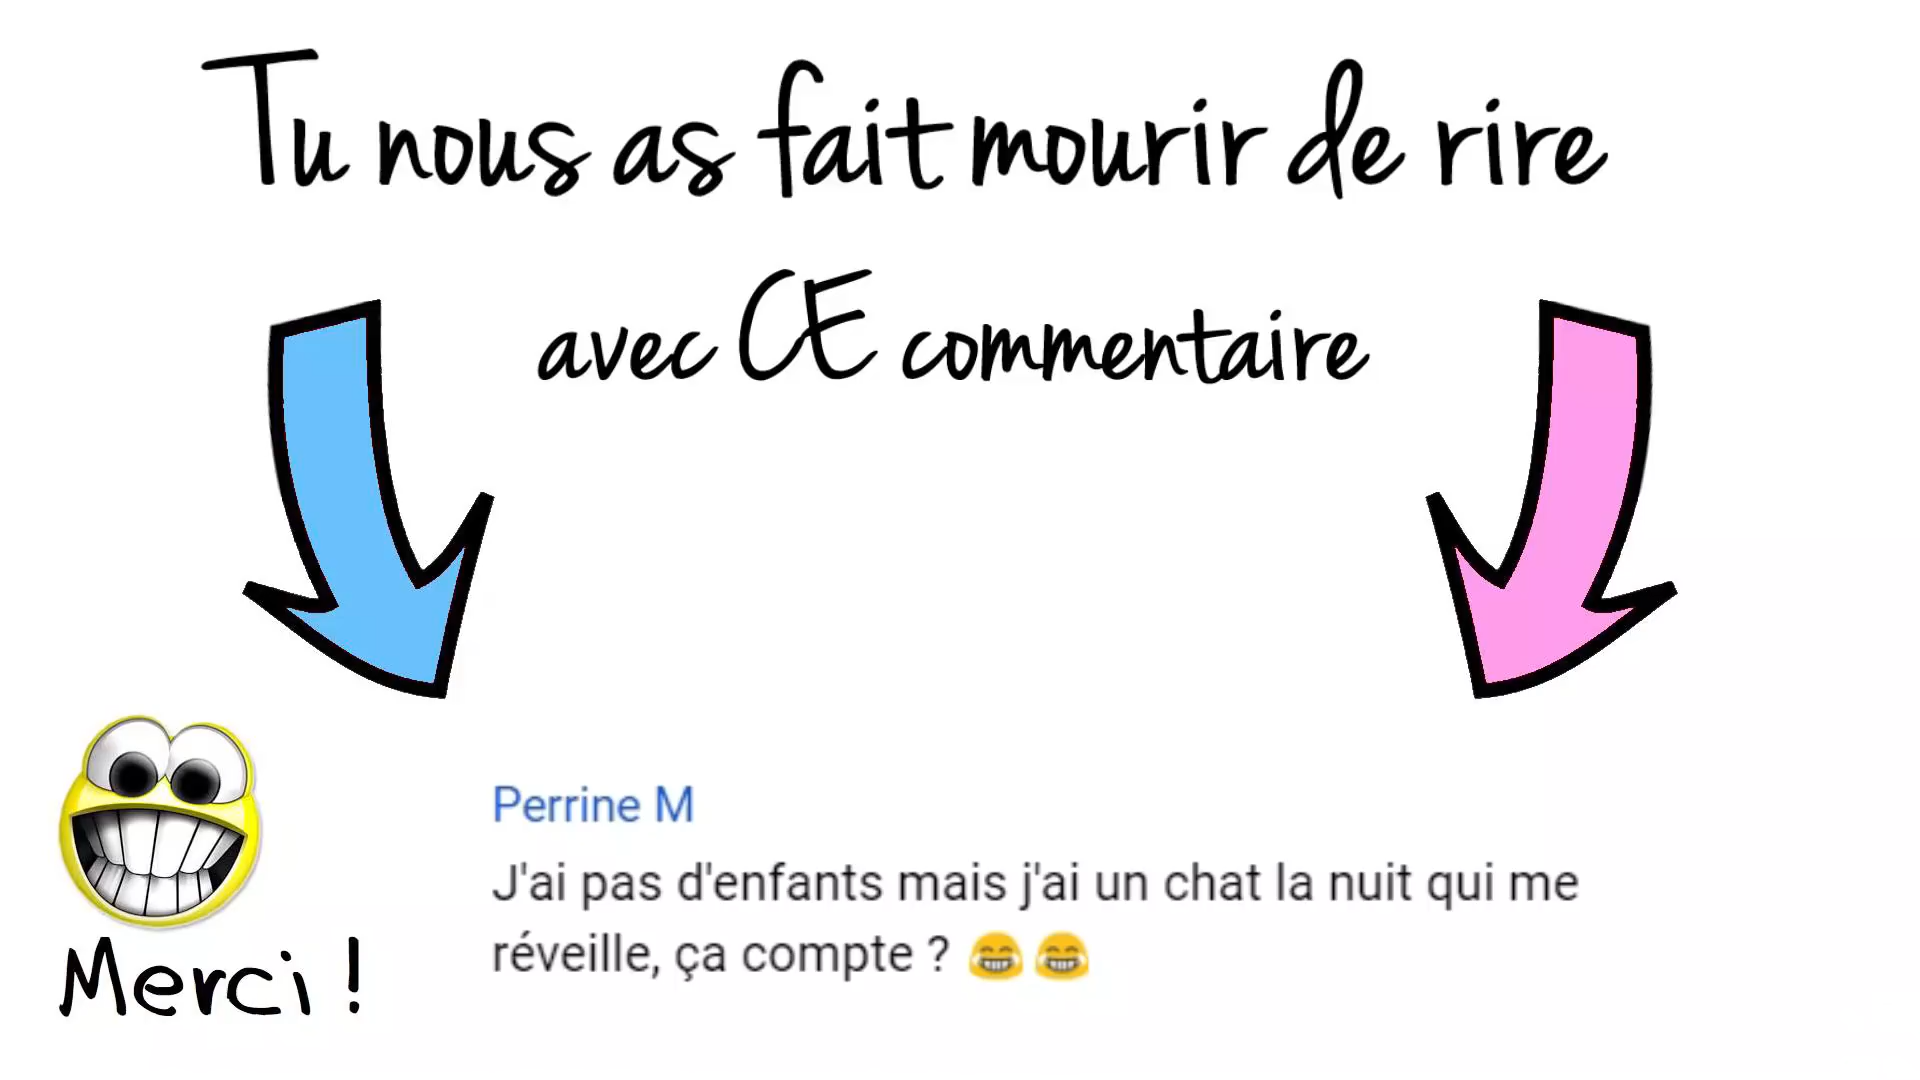 Tu nous as fait mourir de rire
avec CE commentaire
Perrine M
J'ai pas d'enfants mais j'ai un chat la nuit qui me
réveille, ça compte ? 😂 😂
Merci !